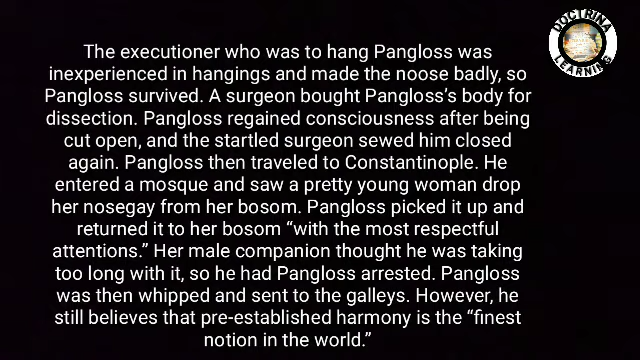 DOCTRINA
LEARNING
The executioner who was to hang Pangloss was
inexperienced in hangings and made the noose badly, so
Pangloss survived. A surgeon bought Pangloss's body for
dissection. Pangloss regained consciousness after being
cut open, and the startled surgeon sewed him closed
again. Pangloss then traveled to Constantinople. He
entered a mosque and saw a pretty young woman drop
her nosegay from her bosom. Pangloss picked it up and
returned it to her bosom “with the most respectful
attentions.” Her male companion thought he was taking
too long with it, so he had Pangloss arrested. Pangloss
was then whipped and sent to the galleys. However, he
still believes that pre-established harmony is the “finest
notion in the world.”